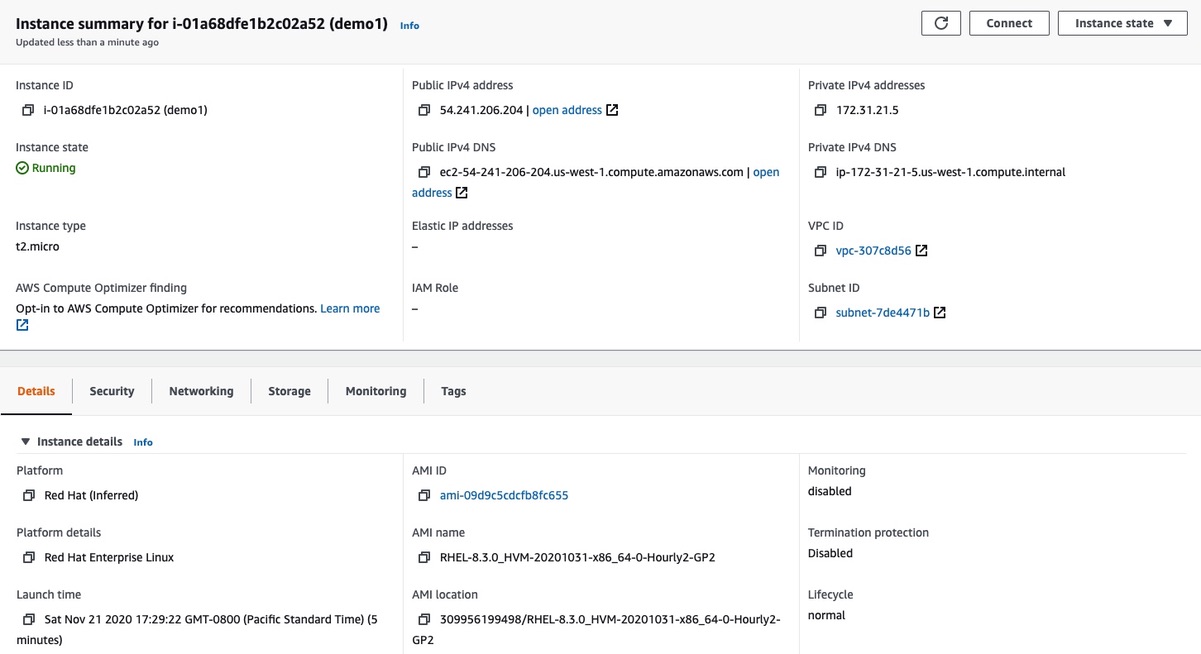 Instance summary for i-01a68dfe1b2c02a52 (demo1) Info
Updated less than a minute ago
Connect
Instance state
Instance ID
i-01a68dfe1b2c02a52 (demo1)
Public IPv4 address
54.241.206.204 | open address
Private IPv4 addresses
172.31.21.5
Instance state
Running
Public IPv4 DNS
ec2-54-241-206-204.us-west-1.compute.amazonaws.com | open
address
Private IPv4 DNS
ip-172-31-21-5.us-west-1.compute.internal
Instance type
t2.micro
Elastic IP addresses
–
VPC ID
vpc-307c8d56
AWS Compute Optimizer finding
Opt-in to AWS Compute Optimizer for recommendations. Learn more
IAM Role
–
Subnet ID
subnet-7de4471b
Details
Security
Networking
Storage
Monitoring
Tags
Instance details Info
Platform
Red Hat (Inferred)
AMI ID
ami-09d9c5cdcfb8fc655
Monitoring
disabled
Platform details
Red Hat Enterprise Linux
AMI name
RHEL-8.3.0_HVM-20201031-x86_64-0-Hourly2-GP2
Termination protection
Disabled
Launch time
Sat Nov 21 2020 17:29:22 GMT-0800 (Pacific Standard Time) (5
minutes)
AMI location
309956199498/RHEL-8.3.0_HVM-20201031-x86_64-0-Hourly2-
GP2
Lifecycle
normal